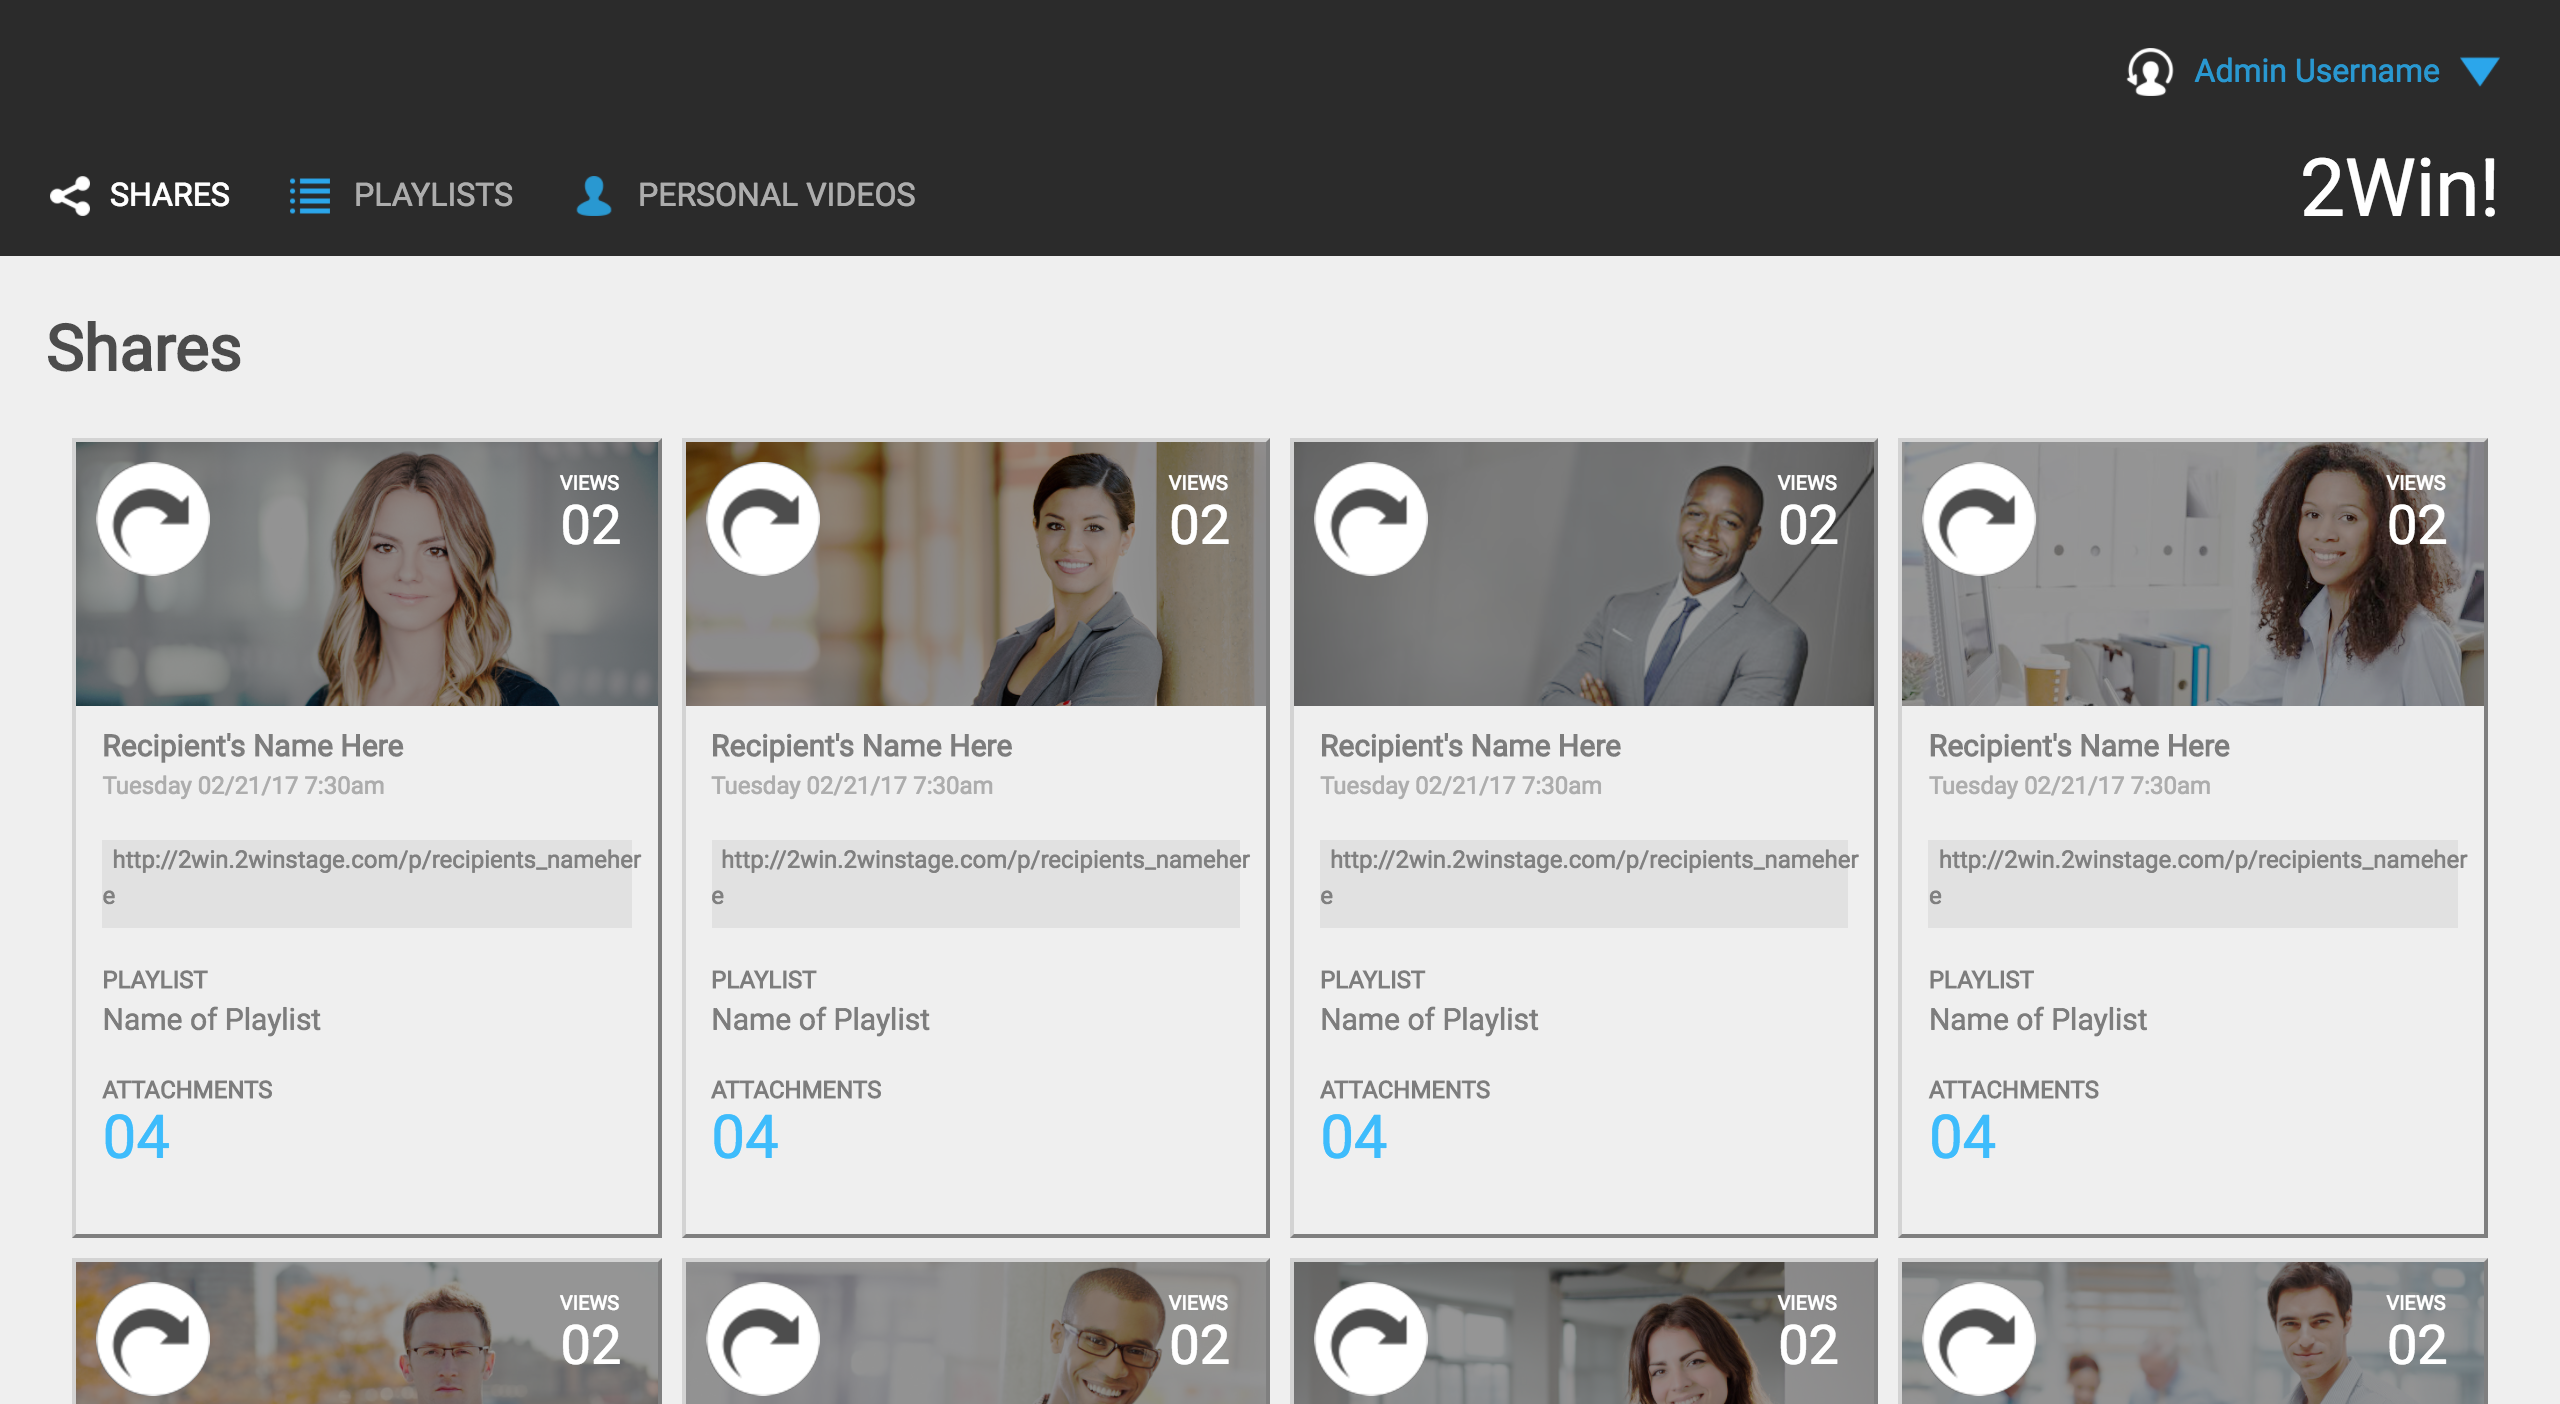 Admin Username
SHARES PLAYLISTS PERSONAL VIDEOS 2Win!
Shares
VIEWS
02
Recipient's Name Here
Tuesday 02/21/17 7:30am
http://2win.2winstage.com/p/recipients_nameher
e
PLAYLIST
Name of Playlist
ATTACHMENTS
04
VIEWS
02
Recipient's Name Here
Tuesday 02/21/17 7:30am
http://2win.2winstage.com/p/recipients_nameher
e
PLAYLIST
Name of Playlist
ATTACHMENTS
04
VIEWS
02
Recipient's Name Here
Tuesday 02/21/17 7:30am
http://2win.2winstage.com/p/recipients_nameher
e
PLAYLIST
Name of Playlist
ATTACHMENTS
04
VIEWS
02
Recipient's Name Here
Tuesday 02/21/17 7:30am
http://2win.2winstage.com/p/recipients_nameher
e
PLAYLIST
Name of Playlist
ATTACHMENTS
04
VIEWS
02
VIEWS
02
VIEWS
02
VIEWS
02